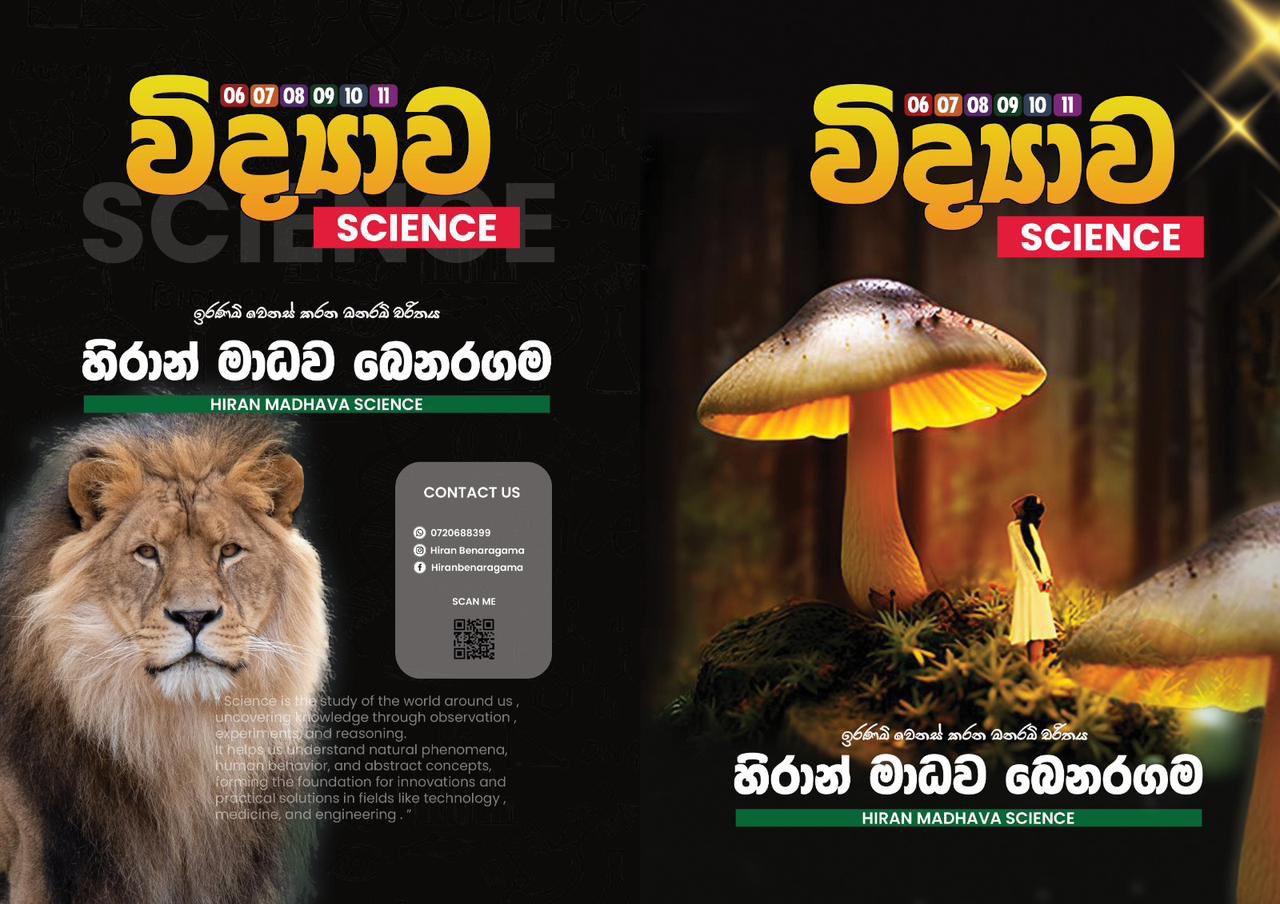 06 07 08 09 10 11
විද්‍යාව
SCIENCE
SCIENCE
ඉරණම් වෙනස් කරන මනරම් චරිතය
හිරාන් මාධව බෙනරගම
HIRAN MADHAVA SCIENCE
CONTACT US
0720688399
Hiran Benaragama
Hiranbenaragama
SCAN ME
" Science is the study of the world around us ,
uncovering knowledge through observation ,
experiments, and reasoning.
It helps us understand natural phenomena,
human behavior, and abstract concepts,
forming the foundation for innovations and
practical solutions in fields like technology ,
medicine, and engineering . "
06 07 08 09 10 11
විද්‍යාව
SCIENCE
ඉරණම් වෙනස් කරන මනරම් චරිතය
හිරාන් මාධව බෙනරගම
HIRAN MADHAVA SCIENCE